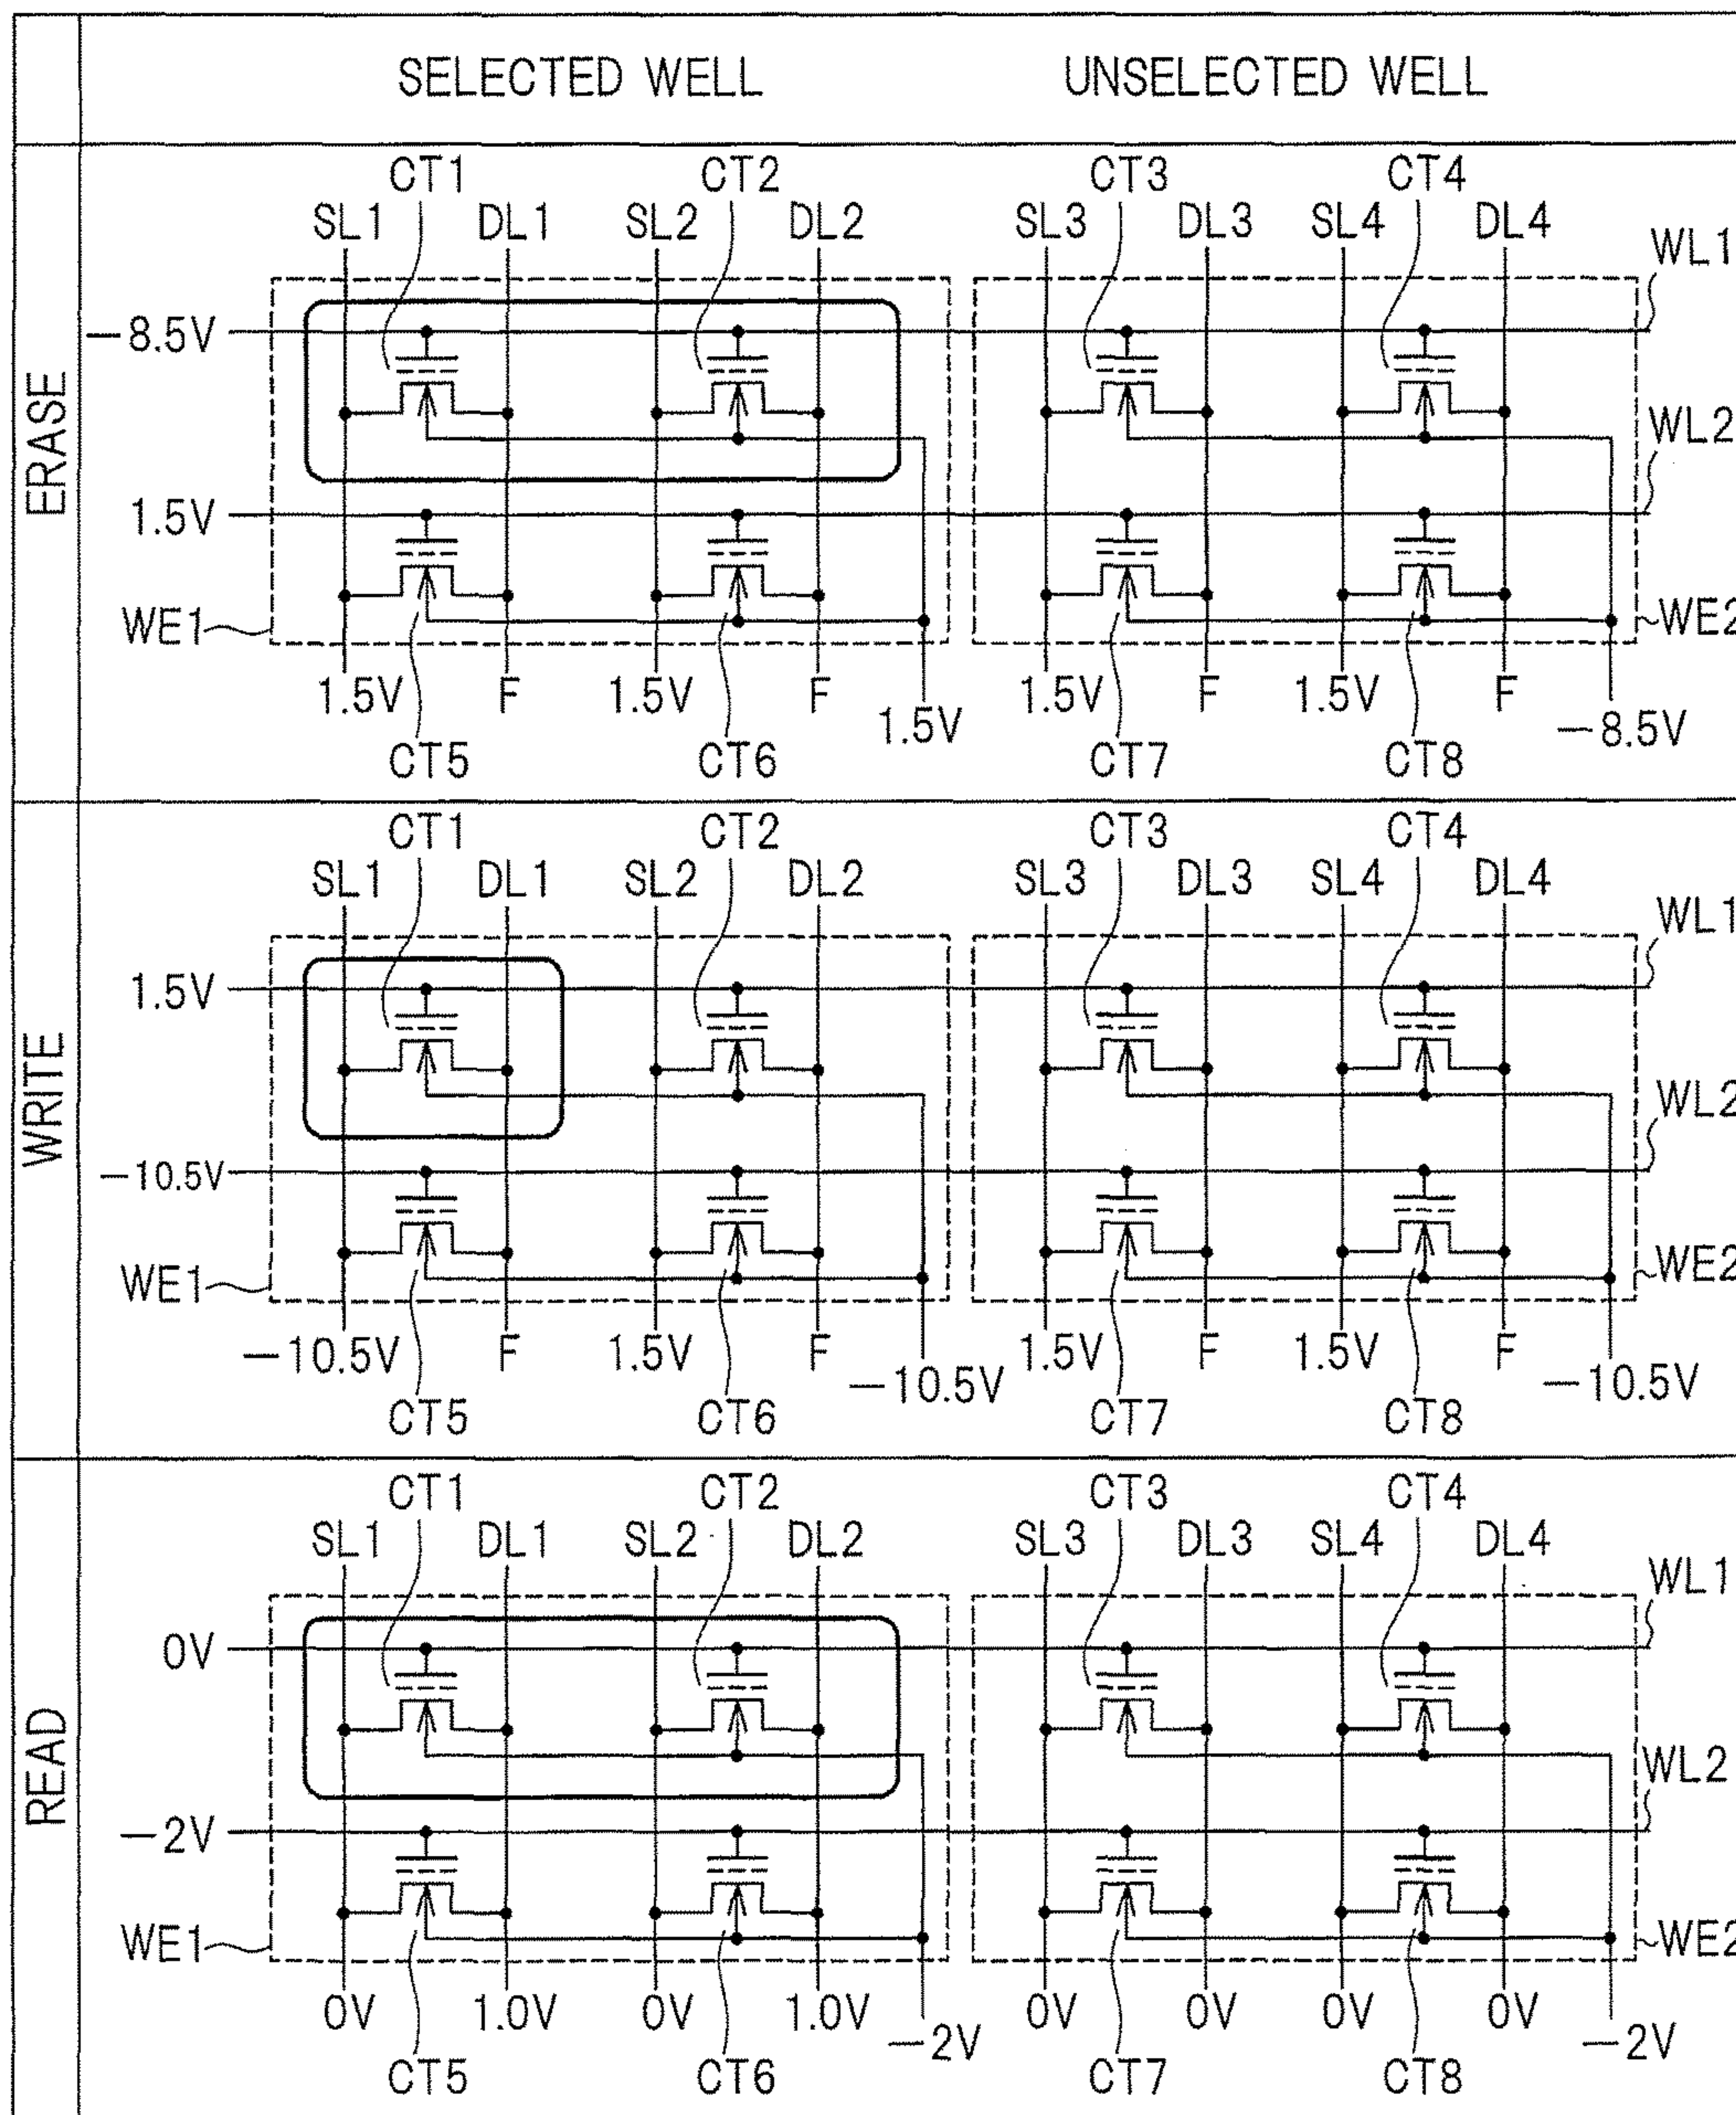 SELECTED WELL UNSELECTED WELL
ERASE
CT1 CT2 CT3 CT4
SL1 DL1 SL2 DL2 SL3 DL3 SL4 DL4
WL1
−8.5V
WL2
1.5V
WE1 WE2
1.5V F 1.5V F 1.5V 1.5V F 1.5V F −8.5V
CT5 CT6 CT7 CT8
WRITE
CT1 CT2 CT3 CT4
SL1 DL1 SL2 DL2 SL3 DL3 SL4 DL4
WL1
1.5V
WL2
−10.5V
WE1 WE2
−10.5V F 1.5V F −10.5V 1.5V F 1.5V F −10.5V
CT5 CT6 CT7 CT8
READ
CT1 CT2 CT3 CT4
SL1 DL1 SL2 DL2 SL3 DL3 SL4 DL4
WL1
0V
WL2
−2V
WE1 WE2
0V 1.0V 0V 1.0V −2V 0V 0V 0V 0V −2V
CT5 CT6 CT7 CT8